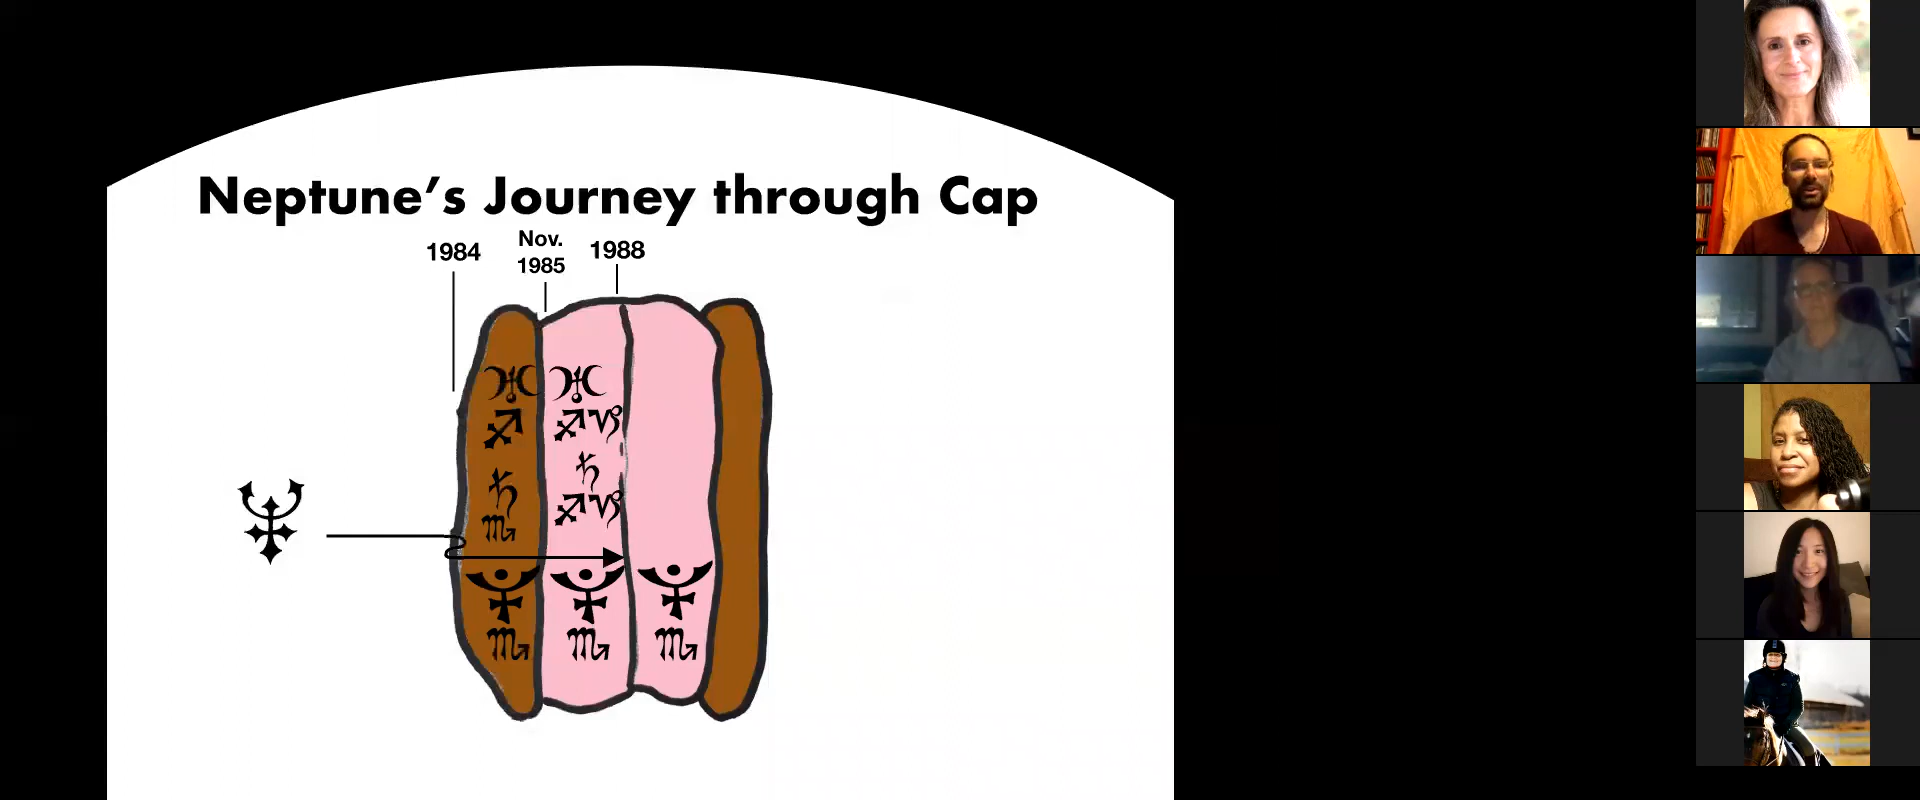 Neptune’s Journey through Cap
1984
Nov.
1985
1988
♅ ♅
♐ ♐♑
♄ ♄
♏ ♐♑
♆
♇ ♇ ♇
♏ ♏ ♏